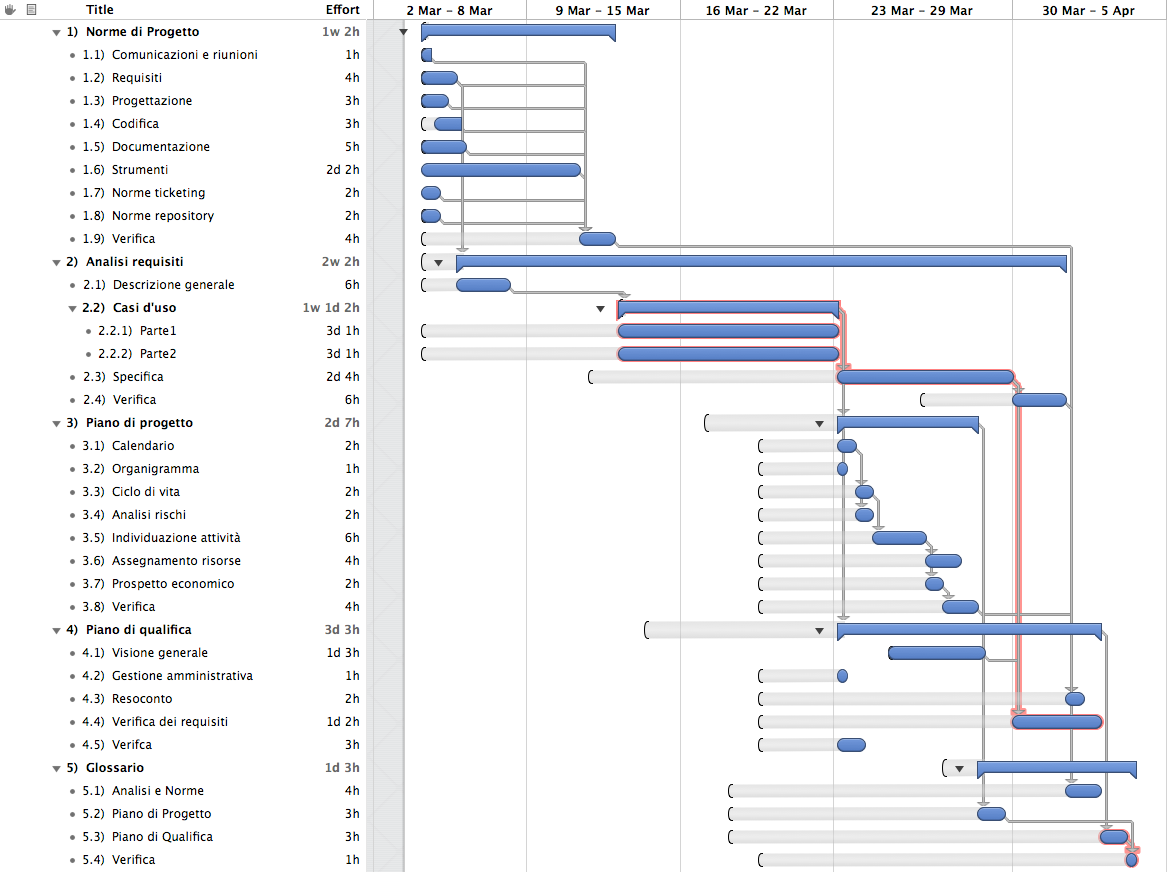 Title Effort 2 Mar – 8 Mar 9 Mar – 15 Mar 16 Mar – 22 Mar 23 Mar – 29 Mar 30 Mar – 5 Apr
1) Norme di Progetto 1w 2h
1.1) Comunicazioni e riunioni 1h
1.2) Requisiti 4h
1.3) Progettazione 3h
1.4) Codifica 3h
1.5) Documentazione 5h
1.6) Strumenti 2d 2h
1.7) Norme ticketing 2h
1.8) Norme repository 2h
1.9) Verifica 4h
2) Analisi requisiti 2w 2h
2.1) Descrizione generale 6h
2.2) Casi d'uso 1w 1d 2h
2.2.1) Parte1 3d 1h
2.2.2) Parte2 3d 1h
2.3) Specifica 2d 4h
2.4) Verifica 6h
3) Piano di progetto 2d 7h
3.1) Calendario 2h
3.2) Organigramma 1h
3.3) Ciclo di vita 2h
3.4) Analisi rischi 2h
3.5) Individuazione attività 6h
3.6) Assegnamento risorse 4h
3.7) Prospetto economico 2h
3.8) Verifica 4h
4) Piano di qualifica 3d 3h
4.1) Visione generale 1d 3h
4.2) Gestione amministrativa 1h
4.3) Resoconto 2h
4.4) Verifica dei requisiti 1d 2h
4.5) Verifca 3h
5) Glossario 1d 3h
5.1) Analisi e Norme 4h
5.2) Piano di Progetto 3h
5.3) Piano di Qualifica 3h
5.4) Verifica 1h